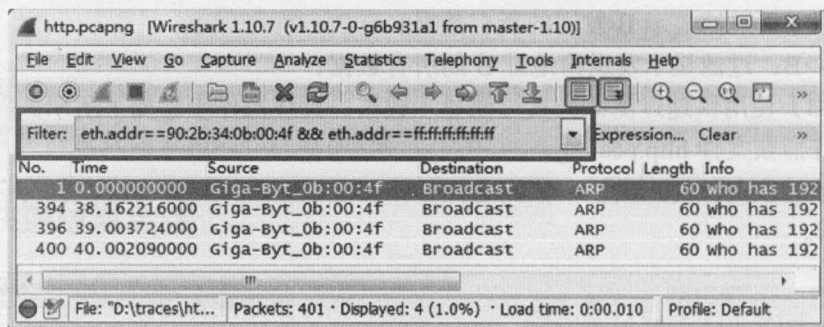 http.pcapng [Wireshark 1.10.7 (v1.10.7-0-g6b931a1 from master-1.10)]
File Edit View Go Capture Analyze Statistics Telephony Tools Internals Help
Filter: eth.addr==90:2b:34:0b:00:4f && eth.addr==ff:ff:ff:ff:ff:ff Expression... Clear »
No. Time Source Destination Protocol Length Info
1 0.000000000 Giga-Byt_0b:00:4f Broadcast ARP 60 who has 192
394 38.162216000 Giga-Byt_0b:00:4f Broadcast ARP 60 who has 192
396 39.003724000 Giga-Byt_0b:00:4f Broadcast ARP 60 who has 192
400 40.002090000 Giga-Byt_0b:00:4f Broadcast ARP 60 who has 192
File: "D:\traces\ht... Packets: 401 · Displayed: 4 (1.0%) · Load time: 0:00.010 Profile: Default